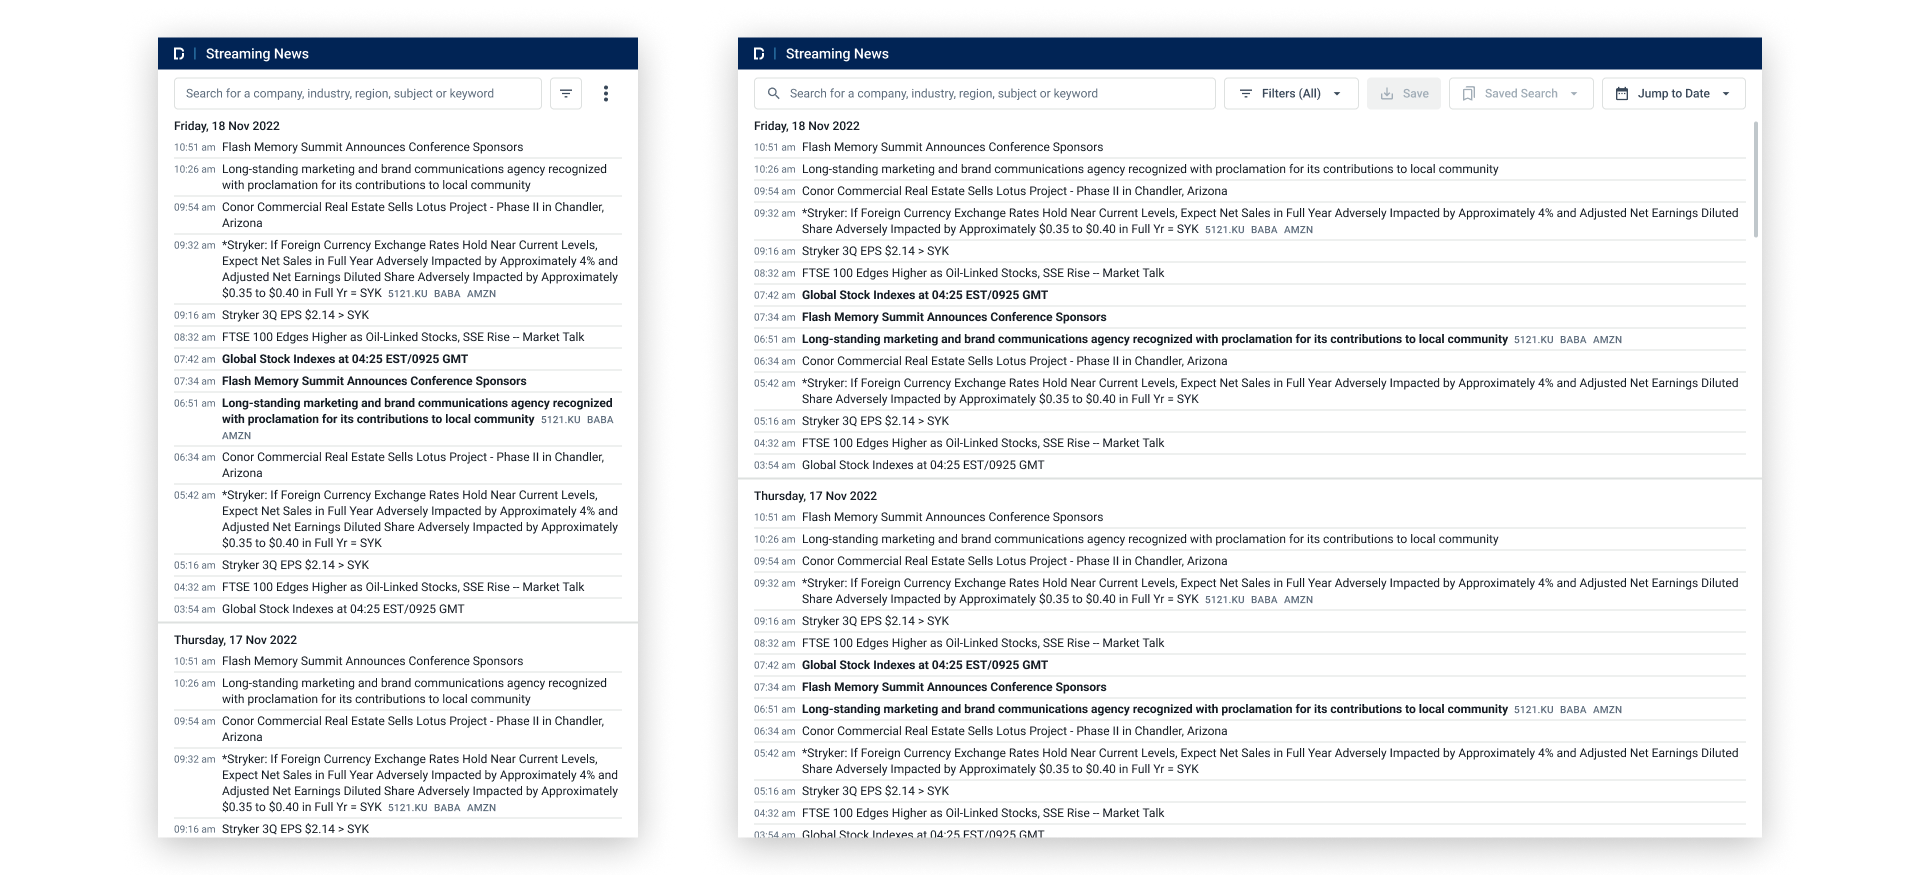 Streaming News
Search for a company, industry, region, subject or keyword
Friday, 18 Nov 2022
10:51 am Flash Memory Summit Announces Conference Sponsors
10:26 am Long-standing marketing and brand communications agency recognized
with proclamation for its contributions to local community
09:54 am Conor Commercial Real Estate Sells Lotus Project - Phase II in Chandler,
Arizona
09:32 am *Stryker: If Foreign Currency Exchange Rates Hold Near Current Levels,
Expect Net Sales in Full Year Adversely Impacted by Approximately 4% and
Adjusted Net Earnings Diluted Share Adversely Impacted by Approximately
$0.35 to $0.40 in Full Yr = SYK 5121.KU BABA AMZN
09:16 am Stryker 3Q EPS $2.14 > SYK
08:32 am FTSE 100 Edges Higher as Oil-Linked Stocks, SSE Rise -- Market Talk
07:42 am Global Stock Indexes at 04:25 EST/0925 GMT
07:34 am Flash Memory Summit Announces Conference Sponsors
06:51 am Long-standing marketing and brand communications agency recognized
with proclamation for its contributions to local community 5121.KU BABA
AMZN
06:34 am Conor Commercial Real Estate Sells Lotus Project - Phase II in Chandler,
Arizona
05:42 am *Stryker: If Foreign Currency Exchange Rates Hold Near Current Levels,
Expect Net Sales in Full Year Adversely Impacted by Approximately 4% and
Adjusted Net Earnings Diluted Share Adversely Impacted by Approximately
$0.35 to $0.40 in Full Yr = SYK
05:16 am Stryker 3Q EPS $2.14 > SYK
04:32 am FTSE 100 Edges Higher as Oil-Linked Stocks, SSE Rise -- Market Talk
03:54 am Global Stock Indexes at 04:25 EST/0925 GMT
Thursday, 17 Nov 2022
10:51 am Flash Memory Summit Announces Conference Sponsors
10:26 am Long-standing marketing and brand communications agency recognized
with proclamation for its contributions to local community
09:54 am Conor Commercial Real Estate Sells Lotus Project - Phase II in Chandler,
Arizona
09:32 am *Stryker: If Foreign Currency Exchange Rates Hold Near Current Levels,
Expect Net Sales in Full Year Adversely Impacted by Approximately 4% and
Adjusted Net Earnings Diluted Share Adversely Impacted by Approximately
$0.35 to $0.40 in Full Yr = SYK 5121.KU BABA AMZN
09:16 am Stryker 3Q EPS $2.14 > SYK
Streaming News
Search for a company, industry, region, subject or keyword Filters (All) Save Saved Search Jump to Date
Friday, 18 Nov 2022
10:51 am Flash Memory Summit Announces Conference Sponsors
10:26 am Long-standing marketing and brand communications agency recognized with proclamation for its contributions to local community
09:54 am Conor Commercial Real Estate Sells Lotus Project - Phase II in Chandler, Arizona
09:32 am *Stryker: If Foreign Currency Exchange Rates Hold Near Current Levels, Expect Net Sales in Full Year Adversely Impacted by Approximately 4% and Adjusted Net Earnings Diluted
Share Adversely Impacted by Approximately $0.35 to $0.40 in Full Yr = SYK 5121.KU BABA AMZN
09:16 am Stryker 3Q EPS $2.14 > SYK
08:32 am FTSE 100 Edges Higher as Oil-Linked Stocks, SSE Rise -- Market Talk
07:42 am Global Stock Indexes at 04:25 EST/0925 GMT
07:34 am Flash Memory Summit Announces Conference Sponsors
06:51 am Long-standing marketing and brand communications agency recognized with proclamation for its contributions to local community 5121.KU BABA AMZN
06:34 am Conor Commercial Real Estate Sells Lotus Project - Phase II in Chandler, Arizona
05:42 am *Stryker: If Foreign Currency Exchange Rates Hold Near Current Levels, Expect Net Sales in Full Year Adversely Impacted by Approximately 4% and Adjusted Net Earnings Diluted
Share Adversely Impacted by Approximately $0.35 to $0.40 in Full Yr = SYK
05:16 am Stryker 3Q EPS $2.14 > SYK
04:32 am FTSE 100 Edges Higher as Oil-Linked Stocks, SSE Rise -- Market Talk
03:54 am Global Stock Indexes at 04:25 EST/0925 GMT
Thursday, 17 Nov 2022
10:51 am Flash Memory Summit Announces Conference Sponsors
10:26 am Long-standing marketing and brand communications agency recognized with proclamation for its contributions to local community
09:54 am Conor Commercial Real Estate Sells Lotus Project - Phase II in Chandler, Arizona
09:32 am *Stryker: If Foreign Currency Exchange Rates Hold Near Current Levels, Expect Net Sales in Full Year Adversely Impacted by Approximately 4% and Adjusted Net Earnings Diluted
Share Adversely Impacted by Approximately $0.35 to $0.40 in Full Yr = SYK 5121.KU BABA AMZN
09:16 am Stryker 3Q EPS $2.14 > SYK
08:32 am FTSE 100 Edges Higher as Oil-Linked Stocks, SSE Rise -- Market Talk
07:42 am Global Stock Indexes at 04:25 EST/0925 GMT
07:34 am Flash Memory Summit Announces Conference Sponsors
06:51 am Long-standing marketing and brand communications agency recognized with proclamation for its contributions to local community 5121.KU BABA AMZN
06:34 am Conor Commercial Real Estate Sells Lotus Project - Phase II in Chandler, Arizona
05:42 am *Stryker: If Foreign Currency Exchange Rates Hold Near Current Levels, Expect Net Sales in Full Year Adversely Impacted by Approximately 4% and Adjusted Net Earnings Diluted
Share Adversely Impacted by Approximately $0.35 to $0.40 in Full Yr = SYK
05:16 am Stryker 3Q EPS $2.14 > SYK
04:32 am FTSE 100 Edges Higher as Oil-Linked Stocks, SSE Rise -- Market Talk
03:54 am Global Stock Indexes at 04:25 EST/0925 GMT